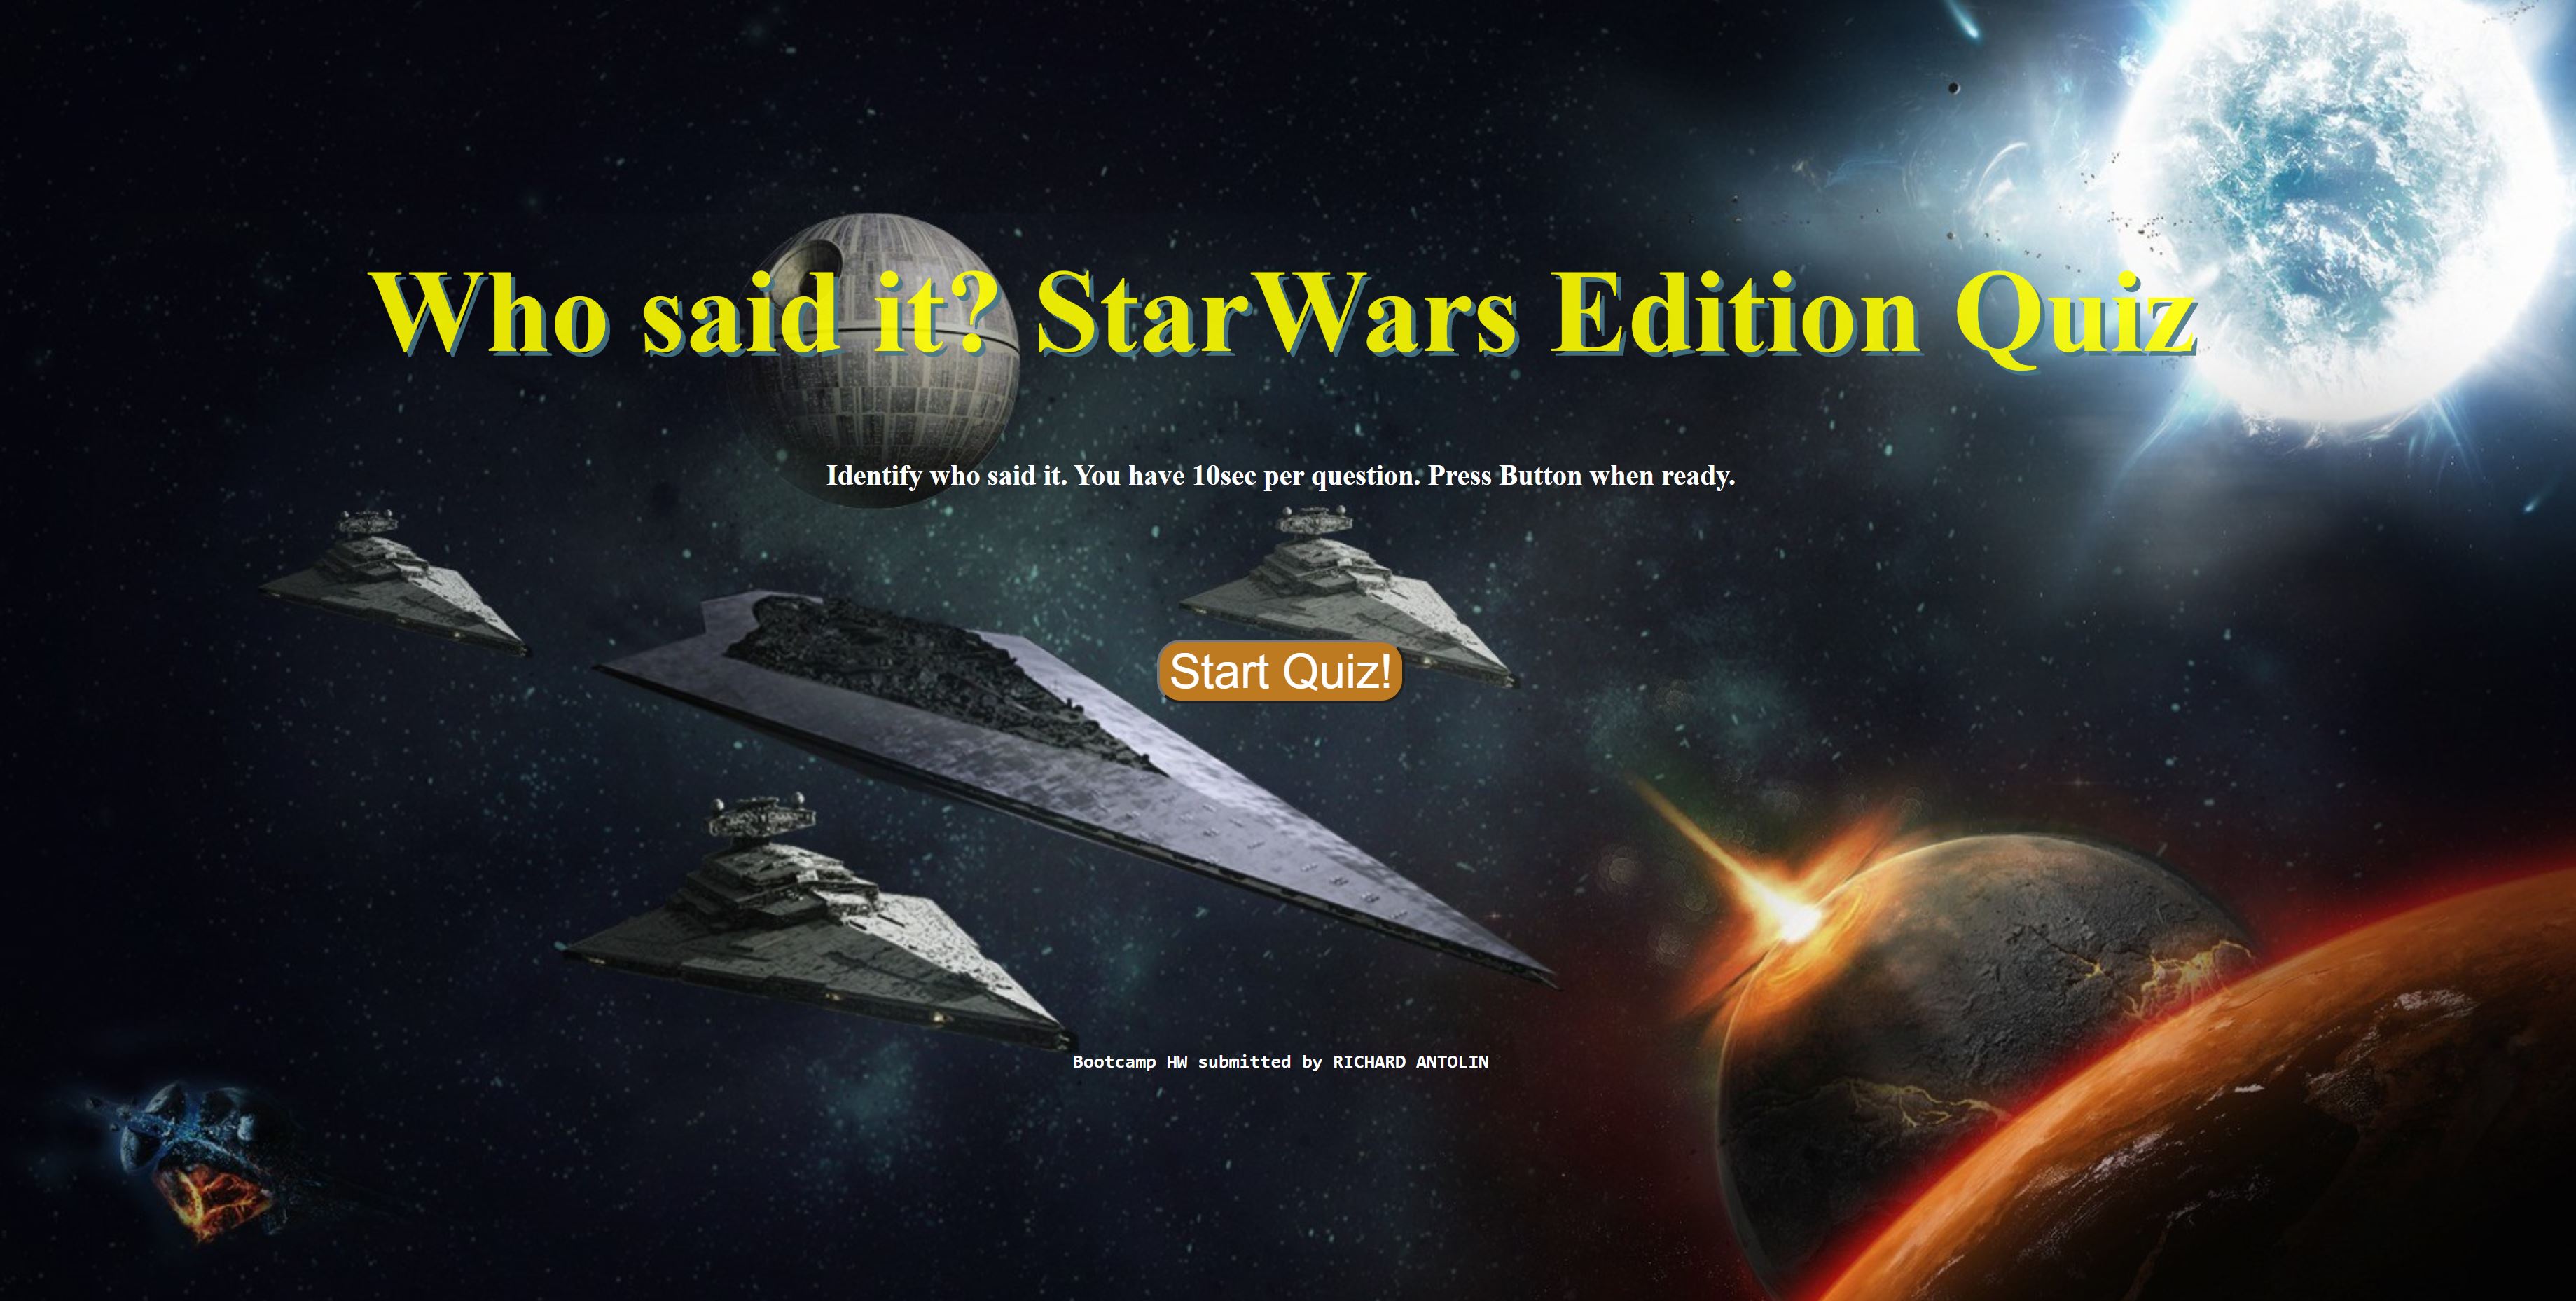 Who said it? StarWars Edition Quiz
Identify who said it. You have 10sec per question. Press Button when ready.
Start Quiz!
Bootcamp HW submitted by RICHARD ANTOLIN